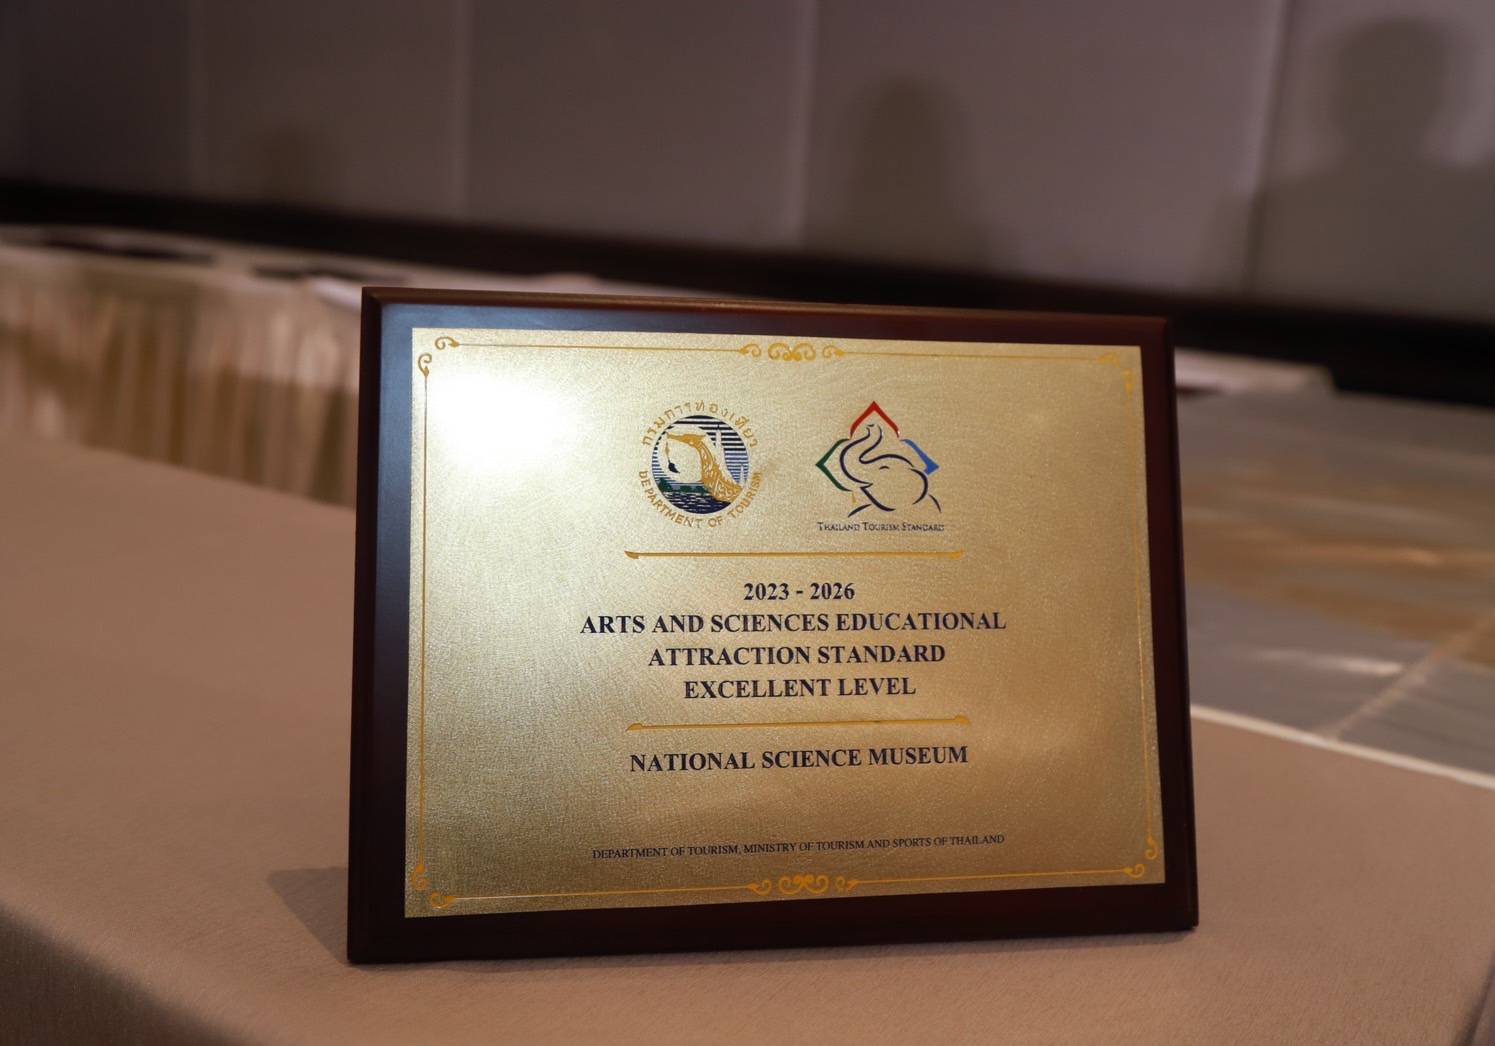 กรมการท่องเที่ยว
DEPARTMENT OF TOURISM
THAILAND TOURISM STANDARD
2023 - 2026
ARTS AND SCIENCES EDUCATIONAL
ATTRACTION STANDARD
EXCELLENT LEVEL
NATIONAL SCIENCE MUSEUM
DEPARTMENT OF TOURISM, MINISTRY OF TOURISM AND SPORTS OF THAILAND